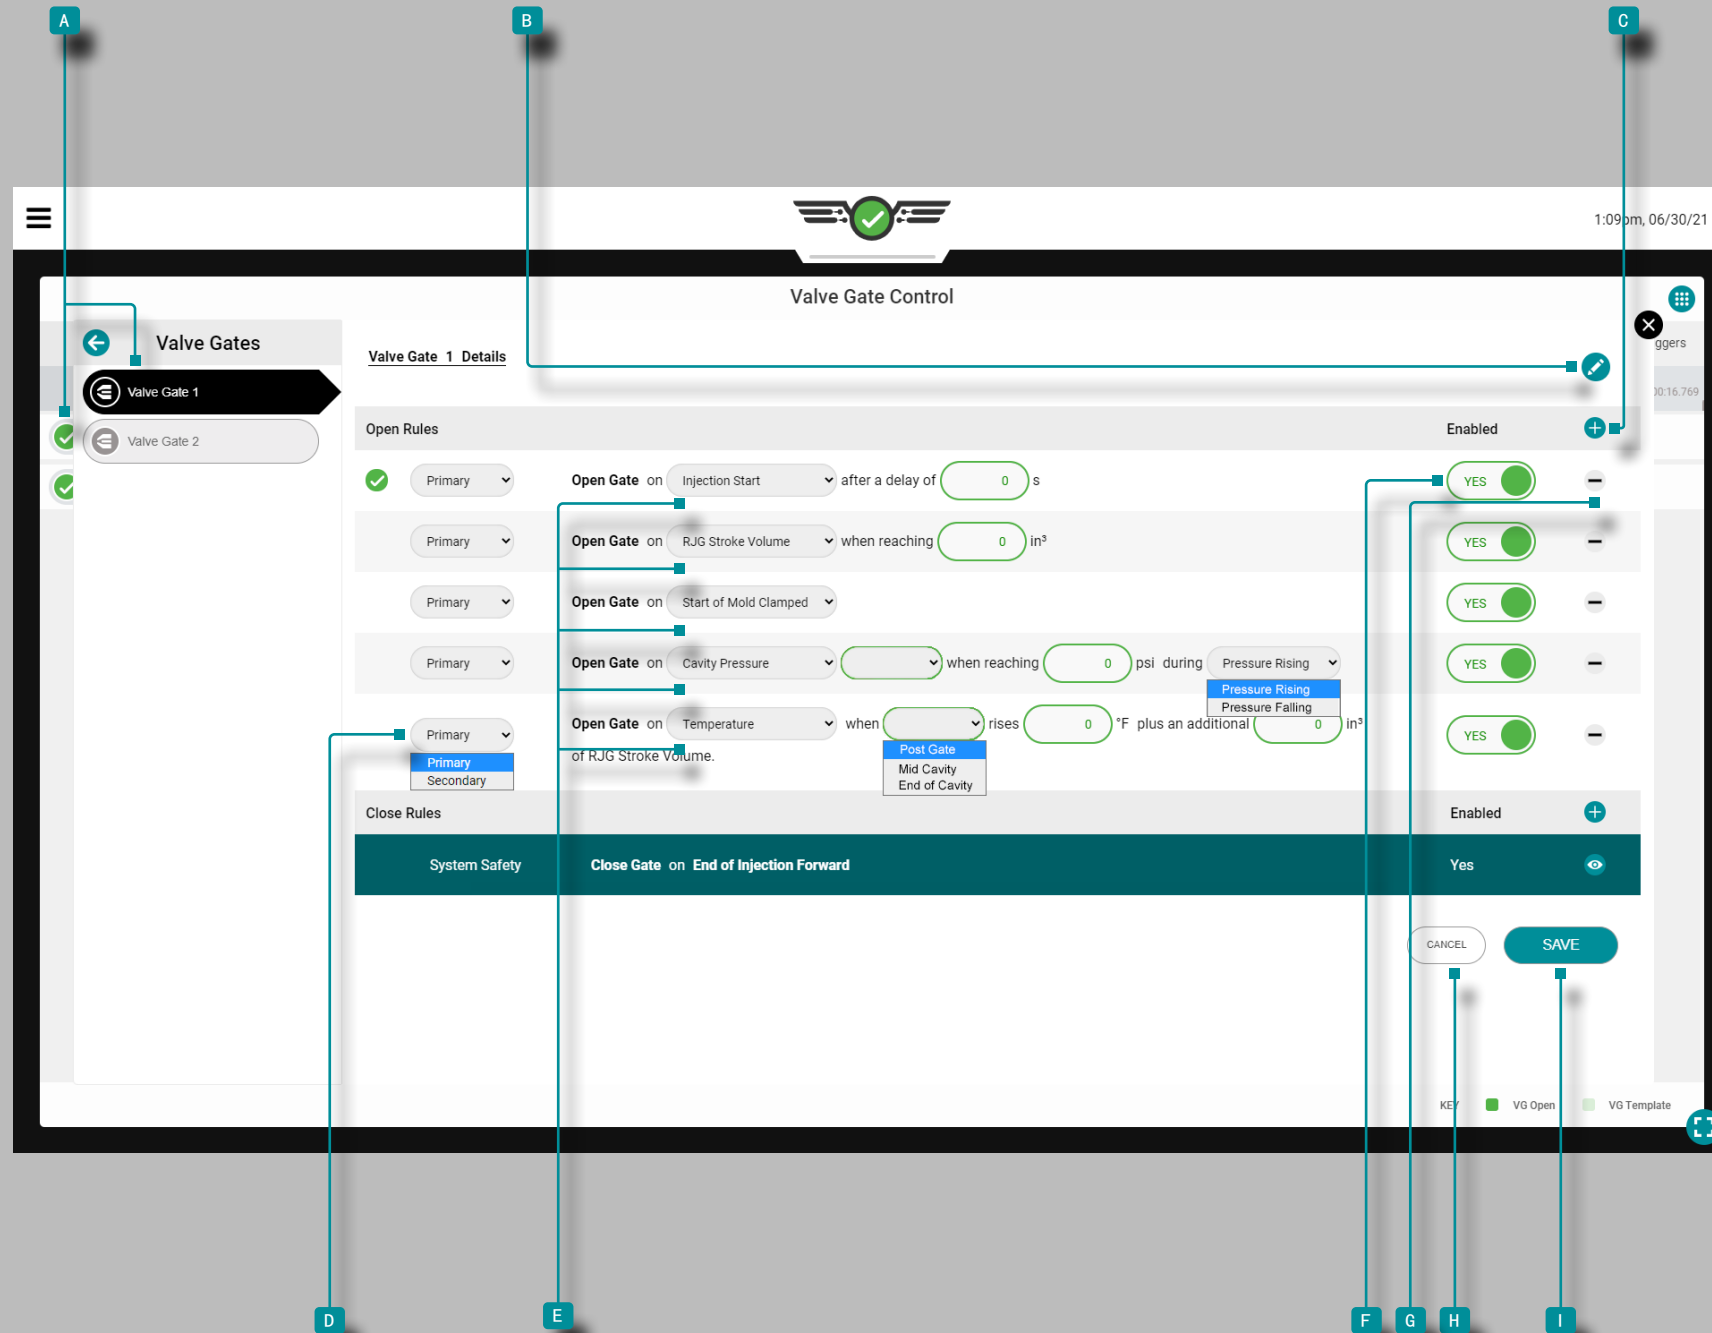 A B C
1:09pm, 06/30/21
Valve Gate Control
Valve Gates
Valve Gate 1 Details
ggers
Valve Gate 1
00:16.769
Open Rules Enabled
Valve Gate 2
Primary Open Gate on Injection Start after a delay of 0 s YES
Primary Open Gate on RJG Stroke Volume when reaching 0 in³ YES
Primary Open Gate on Start of Mold Clamped YES
Primary Open Gate on Cavity Pressure when reaching 0 psi during Pressure Rising YES
Pressure Rising
Pressure Falling
Primary Open Gate on Temperature when rises 0 °F plus an additional 0 in³ YES
of RJG Stroke Volume.
Primary
Secondary
Post Gate
Mid Cavity
End of Cavity
Close Rules Enabled
System Safety Close Gate on End of Injection Forward Yes
CANCEL SAVE
KEY VG Open VG Template
D E F G H I